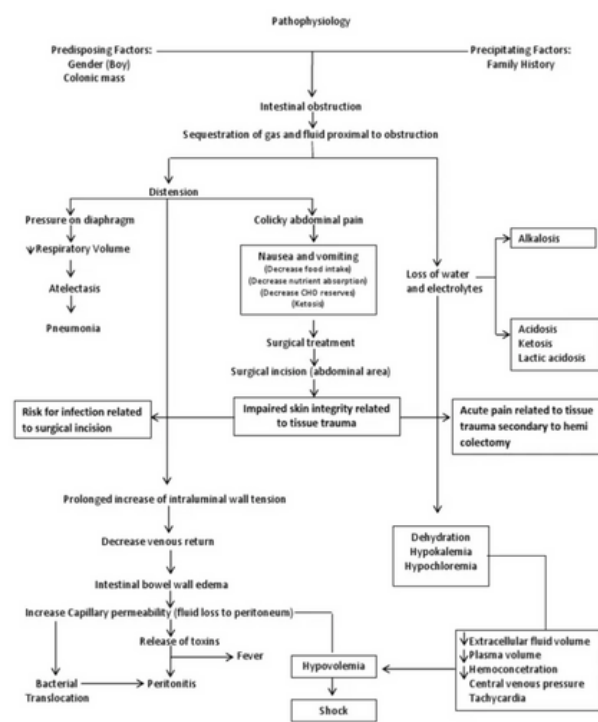 Pathophysiology
Predisposing Factors:
Gender (Boy)
Colonic mass
Precipitating Factors:
Family History
Intestinal obstruction
Sequestration of gas and fluid proximal to obstruction
Distension
Pressure on diaphragm
Respiratory Volume
Atelectasis
Pneumonia
Colicky abdominal pain
Nausea and vomiting
(Decrease food intake)
(Decrease nutrient absorption)
(Decrease CHO reserves)
(Ketosis)
Surgical treatment
Surgical incision (abdominal area)
Loss of water
and electrolytes
Alkalosis
Acidosis
Ketosis
Lactic acidosis
Risk for infection related
to surgical incision
Impaired skin integrity related
to tissue trauma
Acute pain related to tissue
trauma secondary to hemi
colectomy
Prolonged increase of intraluminal wall tension
Decrease venous return
Intestinal bowel wall edema
Increase Capillary permeability (fluid loss to peritoneum)
Release of toxins
Fever
Bacterial
Translocation
Peritonitis
Dehydration
Hypokalemia
Hypochloremia
Hypovolemia
Shock
Extracellular fluid volume
Plasma volume
Hemoconcetration
Central venous pressure
Tachycardia